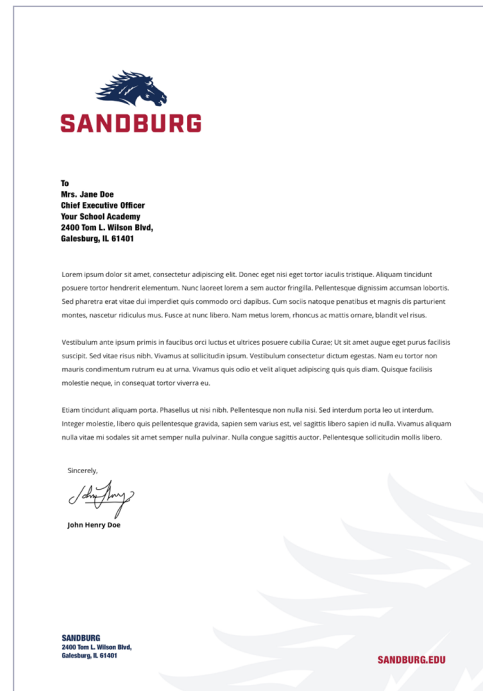 SANDBURG
To
Mrs. Jane Doe
Chief Executive Officer
Your School Academy
2400 Tom L. Wilson Blvd,
Galesburg, IL 61401
Lorem ipsum dolor sit amet, consectetur adipiscing elit. Donec eget nisi eget tortor iaculis tristique. Aliquam tincidunt
posuere tortor hendrerit elementum. Nunc laoreet lorem a sem auctor fringilla. Pellentesque dignissim accumsan lobortis.
Sed pharetra erat vitae dui imperdiet quis commodo orci dapibus. Cum sociis natoque penatibus et magnis dis parturient
montes, nascetur ridiculus mus. Fusce at nunc libero. Nam metus lorem, rhoncus ac mattis ornare, blandit vel risus.
Vestibulum ante ipsum primis in faucibus orci luctus et ultrices posuere cubilia Curae; Ut sit amet augue eget purus facilisis
suscipit. Sed vitae risus nibh. Vivamus at sollicitudin ipsum. Vestibulum consectetur dictum egestas. Nam eu tortor non
mauris condimentum rutrum eu at urna. Vivamus quis odio et velit aliquet adipiscing quis quis diam. Quisque facilisis
molestie neque, in consequat tortor viverra eu.
Etiam tincidunt aliquam porta. Phasellus ut nisi nibh. Pellentesque non nulla nisi. Sed interdum porta leo ut interdum.
Integer molestie, libero quis pellentesque gravida, sapien sem varius est, vel sagittis libero sapien id nulla. Vivamus aliquam
nulla vitae mi sodales sit amet semper nulla pulvinar. Nulla congue sagittis auctor. Pellentesque sollicitudin mollis libero.
Sincerely,
John Henry Doe
SANDBURG
2400 Tom L. Wilson Blvd,
Galesburg, IL 61401
SANDBURG.EDU